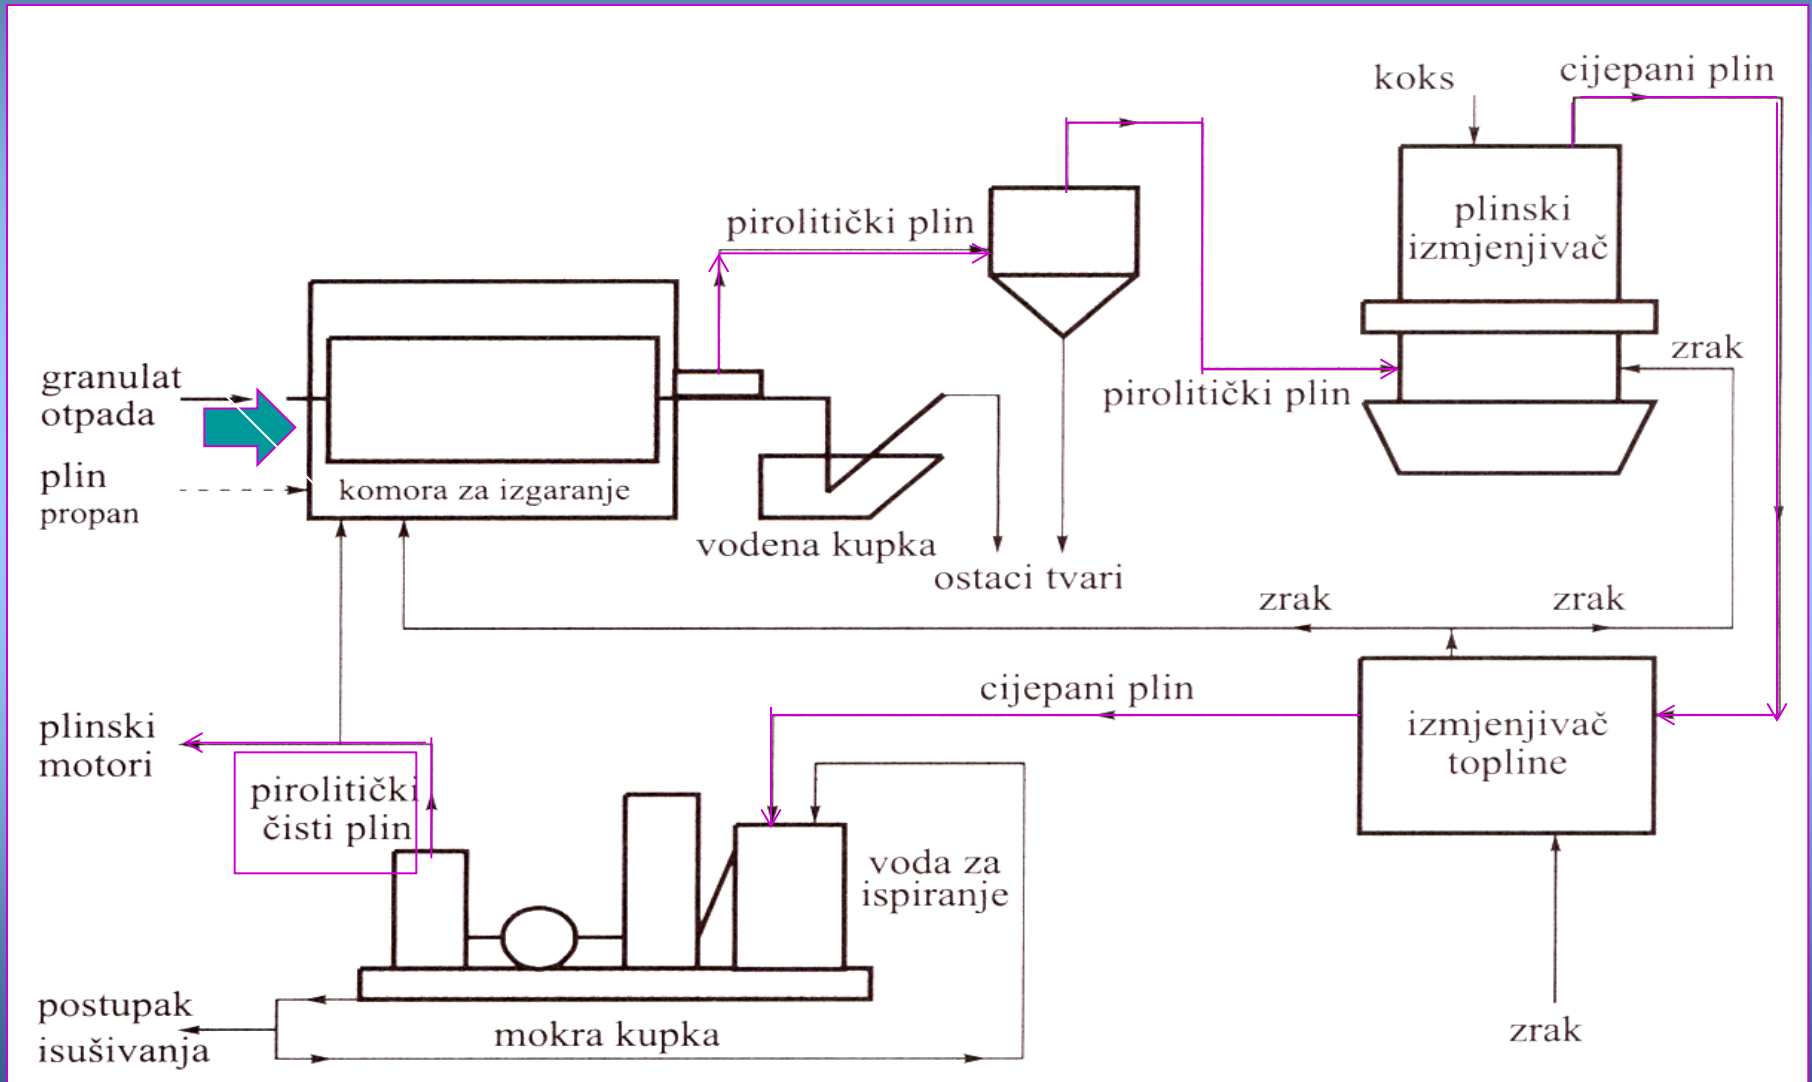 koks
cijepani plin
pirolitički plin
plinski
izmjenjivač
zrak
granulat
otpada
pirolitički plin
plin
propan
komora za izgaranje
vodena kupka
ostaci tvari
zrak
zrak
cijepani plin
plinski
motori
izmjenjivač
topline
pirolitički
čisti plin
voda za
ispiranje
postupak
isušivanja
mokra kupka
zrak